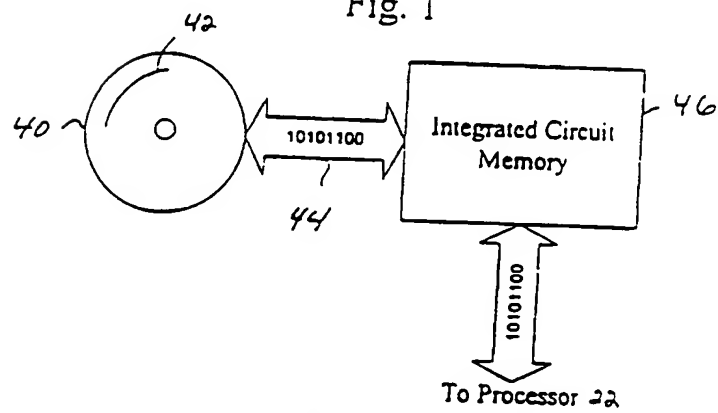 Fig. 1
42
40
10101100
44
Integrated Circuit
Memory
46
10101100
To Processor 22